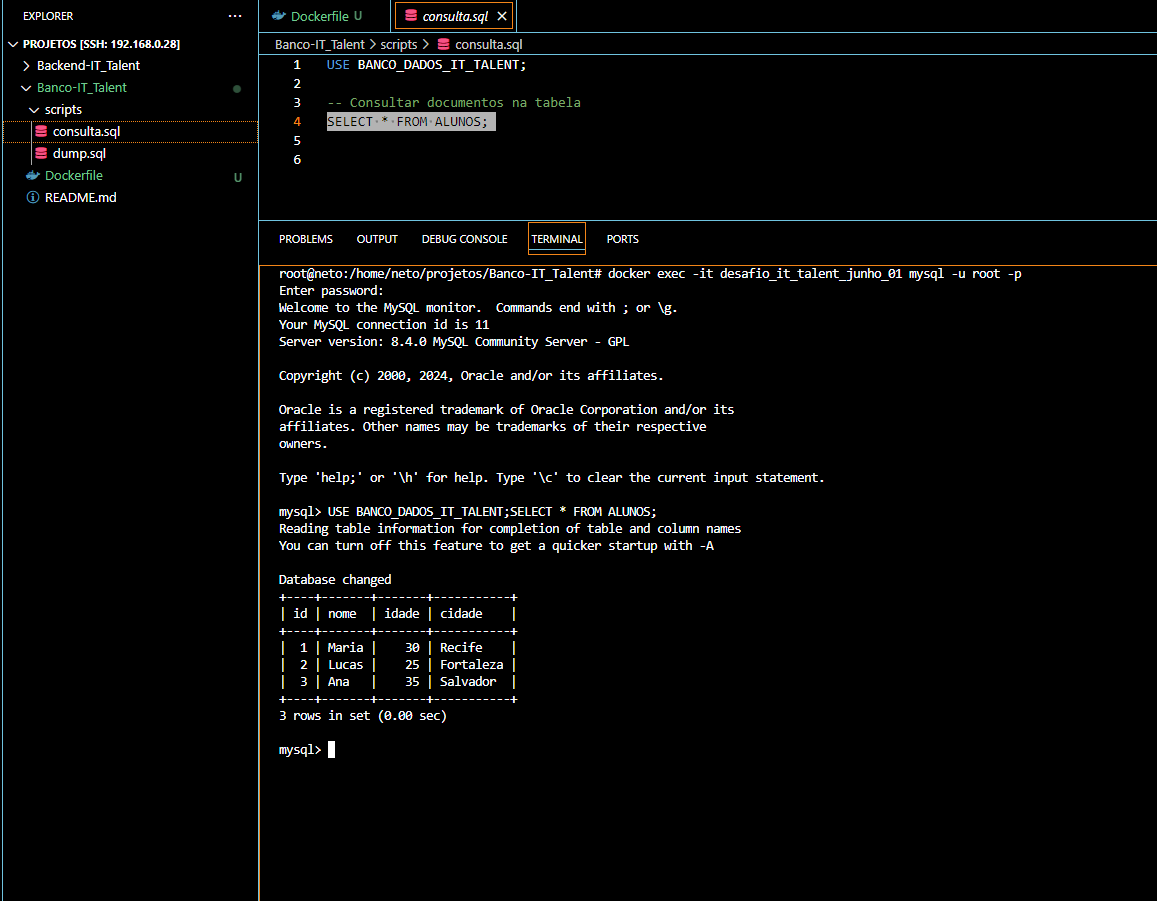 EXPLORER
PROJETOS [SSH: 192.168.0.28]
Backend-IT_Talent
Banco-IT_Talent
scripts
consulta.sql
dump.sql
Dockerfile U
README.md
Dockerfile U
consulta.sql
Banco-IT_Talent scripts consulta.sql
1 USE BANCO_DADOS_IT_TALENT;
2
3 -- Consultar documentos na tabela
4 SELECT * FROM ALUNOS;
5
6
PROBLEMS OUTPUT DEBUG CONSOLE TERMINAL PORTS
root@neto:/home/neto/projetos/Banco-IT_Talent# docker exec -it desafio_it_talent_junho_01 mysql -u root -p
Enter password:
Welcome to the MySQL monitor.  Commands end with ; or \g.
Your MySQL connection id is 11
Server version: 8.4.0 MySQL Community Server - GPL
Copyright (c) 2000, 2024, Oracle and/or its affiliates.
Oracle is a registered trademark of Oracle Corporation and/or its
affiliates. Other names may be trademarks of their respective
owners.
Type 'help;' or '\h' for help. Type '\c' to clear the current input statement.
mysql> USE BANCO_DADOS_IT_TALENT;SELECT * FROM ALUNOS;
Reading table information for completion of table and column names
You can turn off this feature to get a quicker startup with -A
Database changed
+----+-------+-------+-----------+
| id | nome  | idade | cidade    |
+----+-------+-------+-----------+
|  1 | Maria |    30 | Recife    |
|  2 | Lucas |    25 | Fortaleza |
|  3 | Ana   |    35 | Salvador  |
+----+-------+-------+-----------+
3 rows in set (0.00 sec)
mysql>